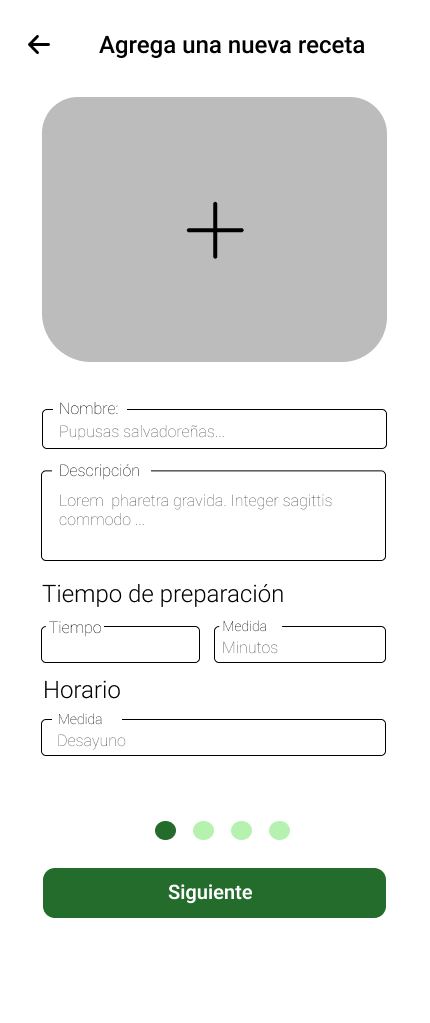 Agrega una nueva receta
Nombre:
Pupusas salvadoreñas...
Descripción
Lorem pharetra gravida. Integer sagittis
commodo ...
Tiempo de preparación
Tiempo
Medida
Minutos
Horario
Medida
Desayuno
Siguiente